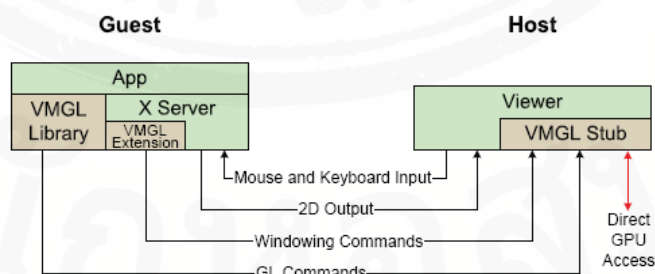 Guest
Host
App
VMGL
Library
X Server
VMGL
Extension
Viewer
VMGL Stub
Mouse and Keyboard Input
2D Output
Windowing Commands
GL Commands
Direct
GPU
Access